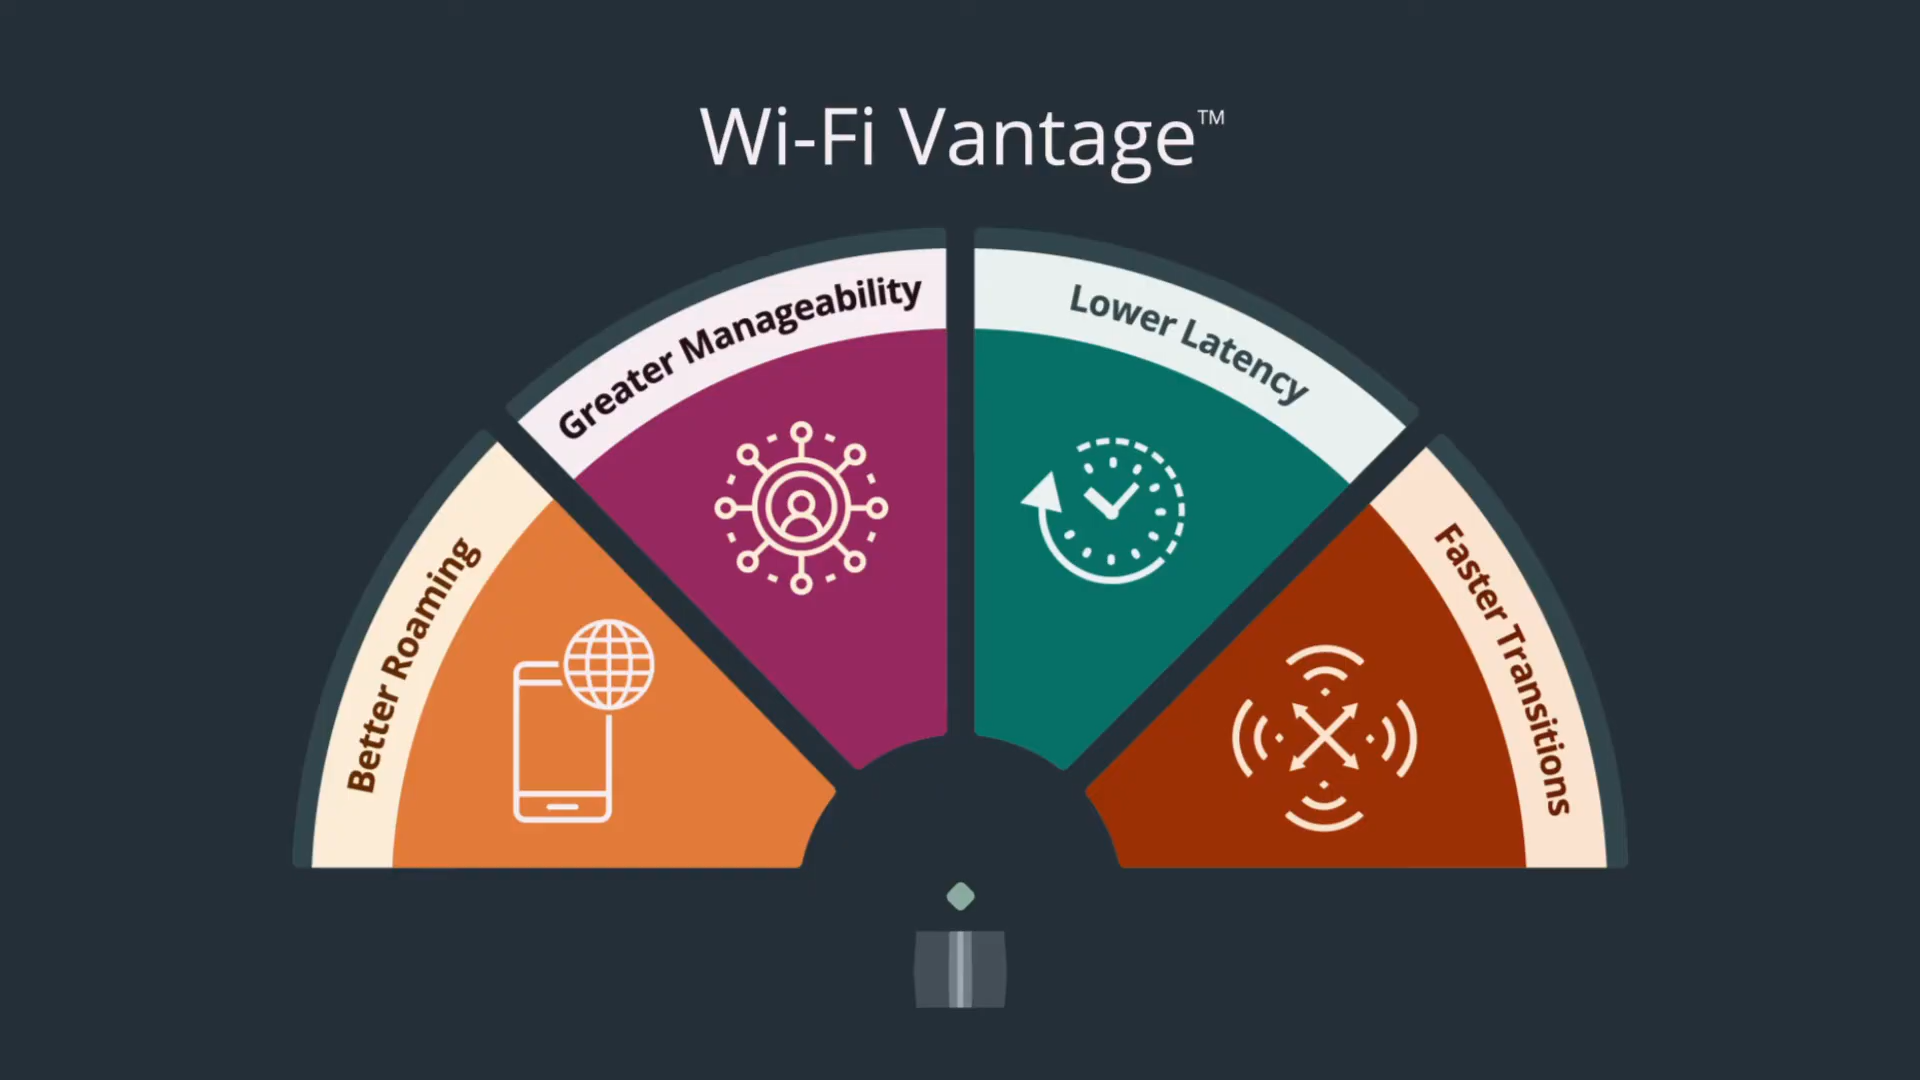 Wi-Fi Vantage™
Better Roaming
Greater Manageability
Lower Latency
Faster Transitions